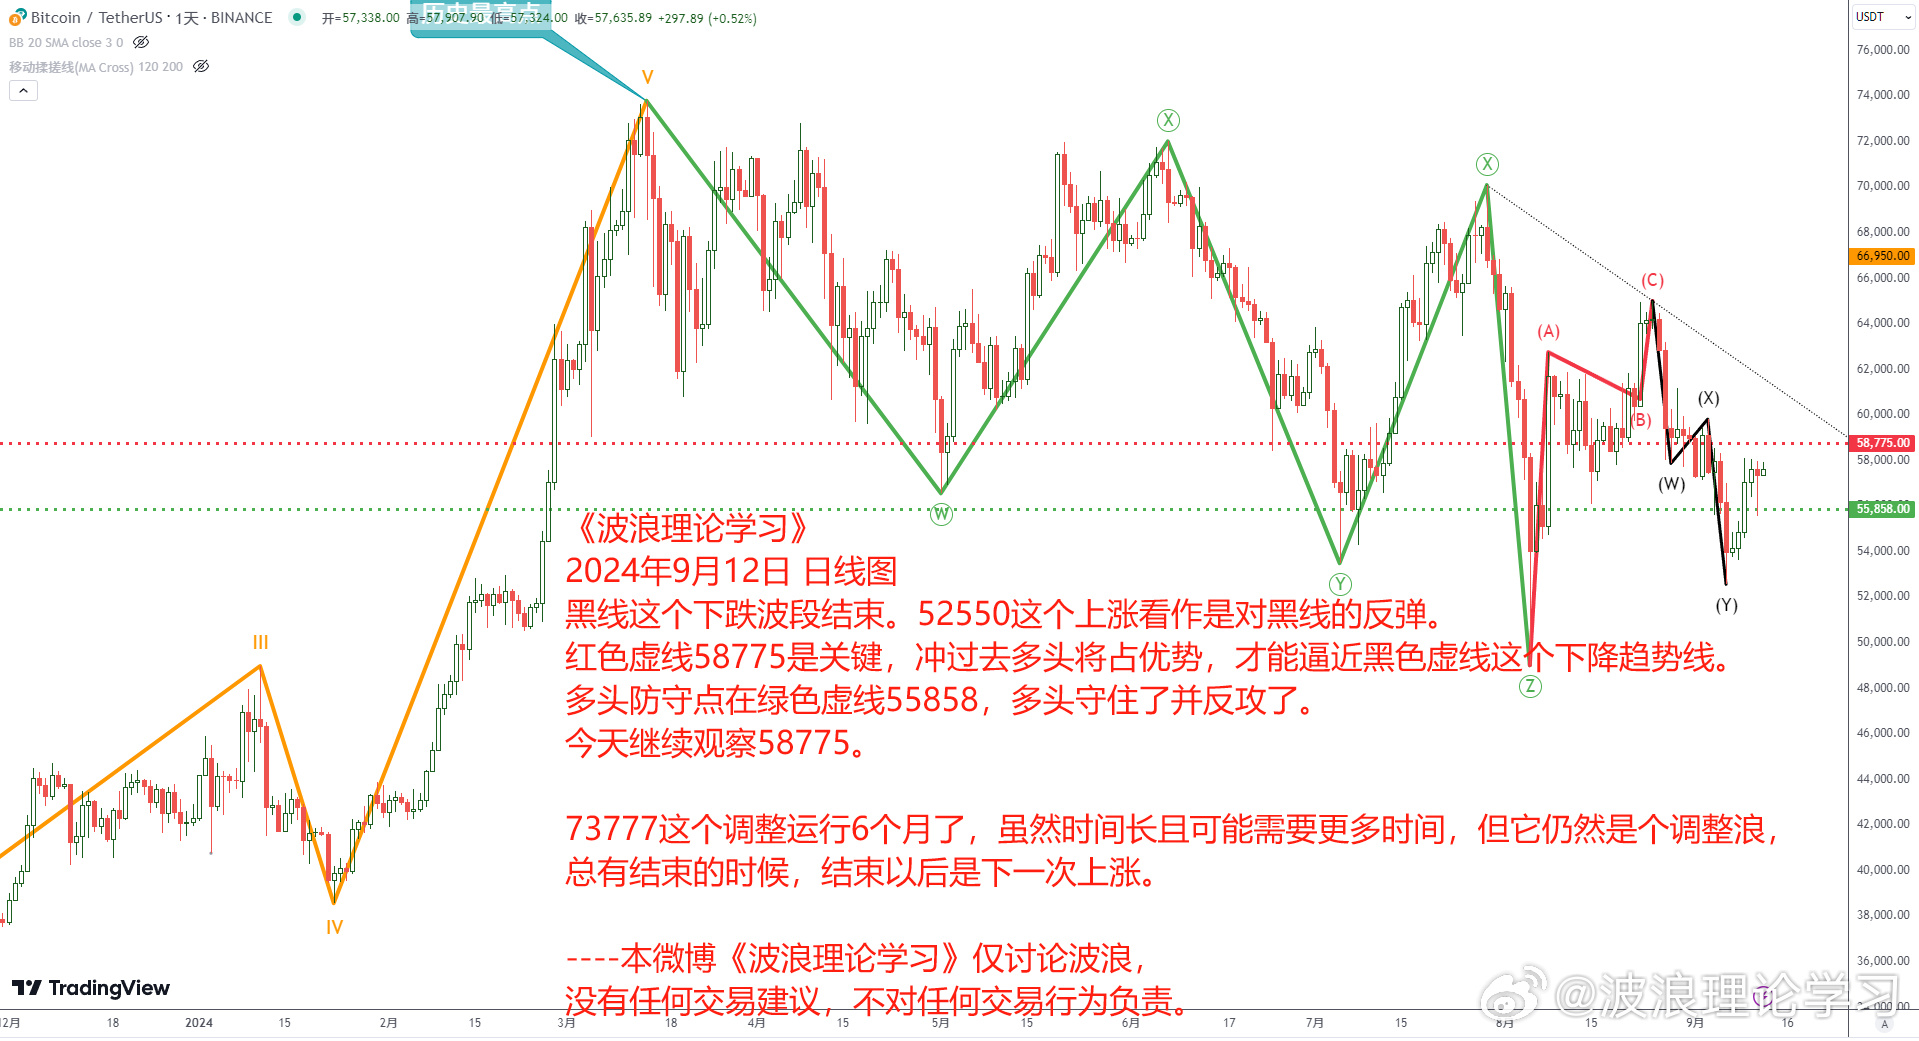 Bitcoin / TetherUS · 1天 · BINANCE 开=57,338.00 高=57,907.90 低=57,324.00 收=57,635.89 +297.89 (+0.52%)
BB 20 SMA close 3 0
移动揉搓线(MA Cross) 120 200
历史最高点
USDT
76,000.00
74,000.00
72,000.00
70,000.00
68,000.00
66,950.00
66,000.00
64,000.00
62,000.00
60,000.00
58,775.00
58,000.00
55,858.00
54,000.00
52,000.00
50,000.00
48,000.00
46,000.00
44,000.00
42,000.00
40,000.00
38,000.00
36,000.00
V
X
X
(C)
(A)
(X)
(B)
(W)
W
Y
(Y)
Z
III
IV
《波浪理论学习》
2024年9月12日 日线图
黑线这个下跌波段结束。52550这个上涨看作是对黑线的反弹。
红色虚线58775是关键，冲过去多头将占优势，才能逼近黑色虚线这个下降趋势线。
多头防守点在绿色虚线55858，多头守住了并反攻了。
今天继续观察58775。
73777这个调整运行6个月了，虽然时间长且可能需要更多时间，但它仍然是个调整浪，
总有结束的时候，结束以后是下一次上涨。
----本微博《波浪理论学习》仅讨论波浪，
没有任何交易建议，不对任何交易行为负责。
TradingView
@波浪理论学习
12月 18 2024 15 2月 15 3月 18 4月 15 5月 15 6月 17 7月 15 8月 15 9月 16
A